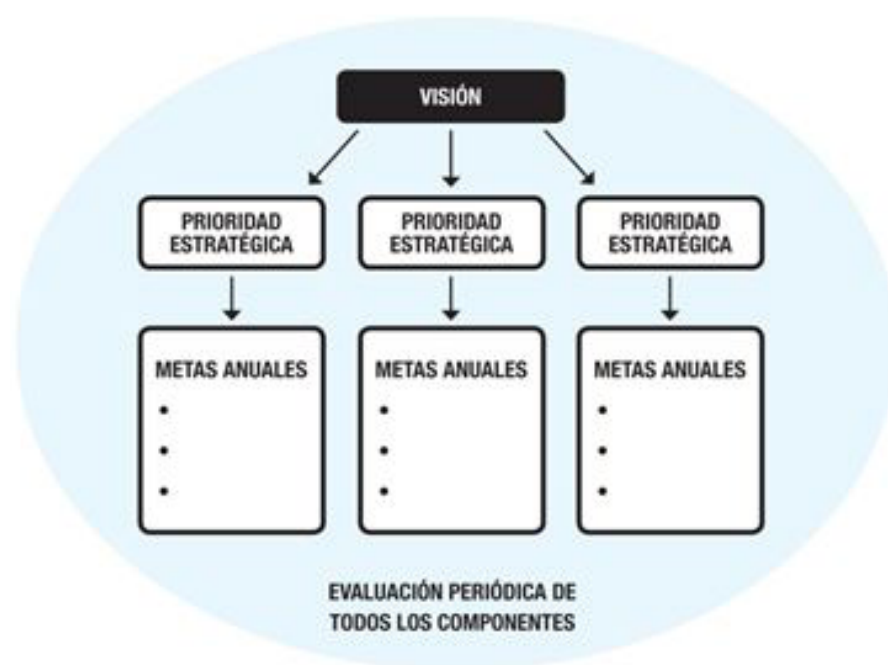 VISIÓN
PRIORIDAD
ESTRATÉGICA
PRIORIDAD
ESTRATÉGICA
PRIORIDAD
ESTRATÉGICA
METAS ANUALES
•
•
•
METAS ANUALES
•
•
•
METAS ANUALES
•
•
•
EVALUACIÓN PERIÓDICA DE
TODOS LOS COMPONENTES